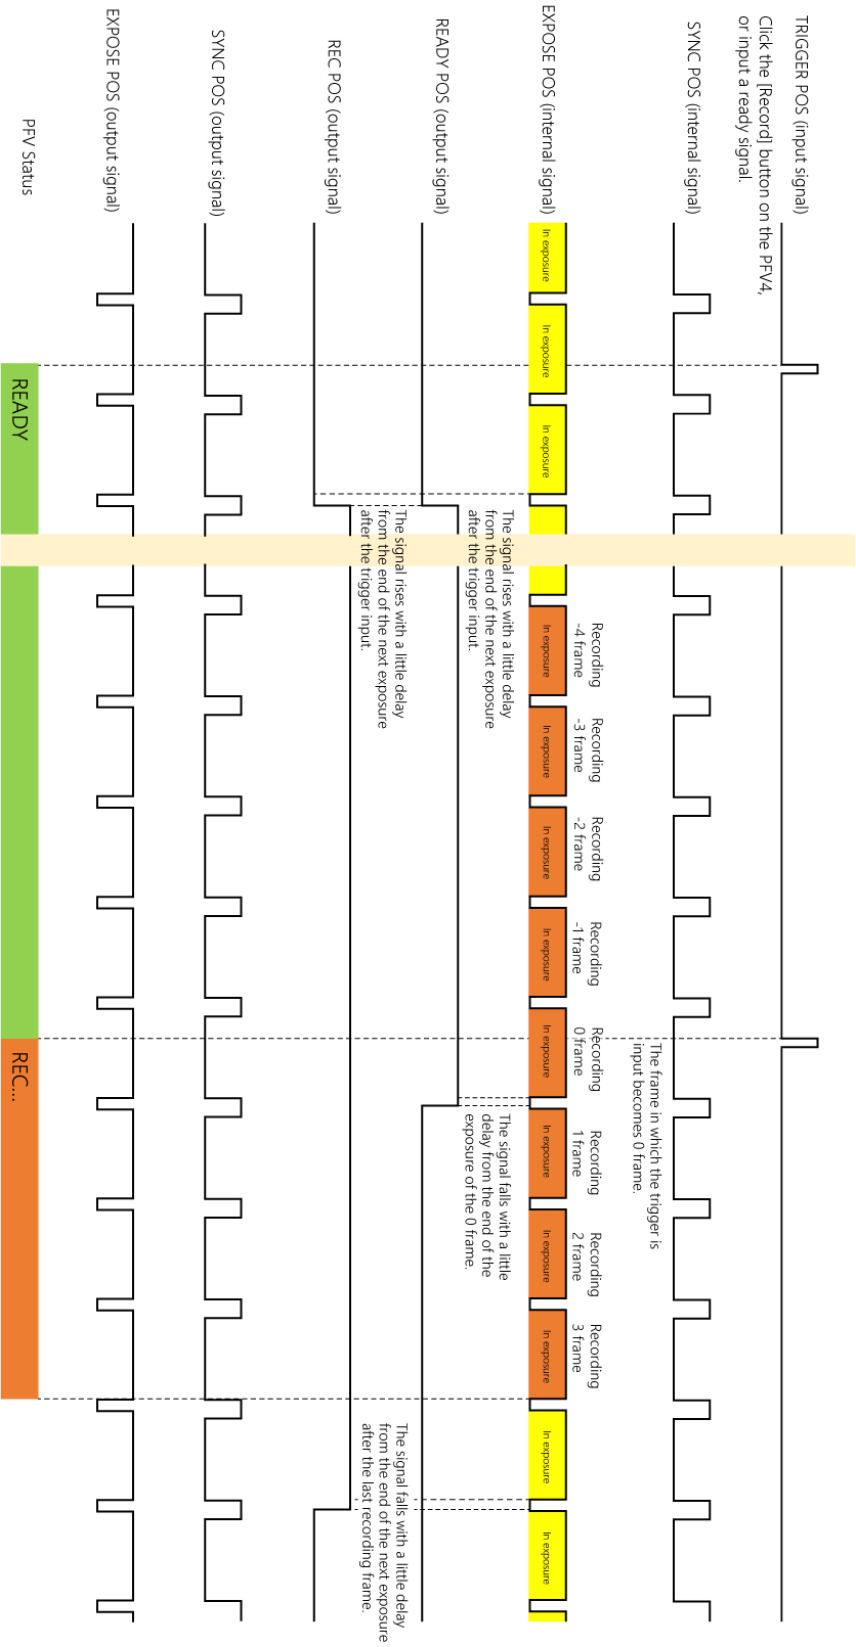 TRIGGER POS (input signal)
Click the [Record] button on the PFV4,
or input a ready signal.
SYNC POS (internal signal)
The frame in which the trigger is
input becomes 0 frame.
EXPOSE POS (internal signal)
Recording
-4 frame
Recording
-3 frame
Recording
-2 frame
Recording
-1 frame
Recording
0 frame
Recording
1 frame
Recording
2 frame
Recording
3 frame
In exposure
In exposure
In exposure
In exposure
In exposure
In exposure
In exposure
In exposure
In exposure
In exposure
In exposure
In exposure
In exposure
READY POS (output signal)
The signal rises with a little delay
from the end of the next exposure
after the trigger input.
The signal falls with a little
delay from the end of the
exposure of the 0 frame.
REC POS (output signal)
The signal rises with a little delay
from the end of the next exposure
after the trigger input.
The signal falls with a little delay
from the end of the next exposure
after the last recording frame.
SYNC POS (output signal)
EXPOSE POS (output signal)
PFV Status
READY
REC...